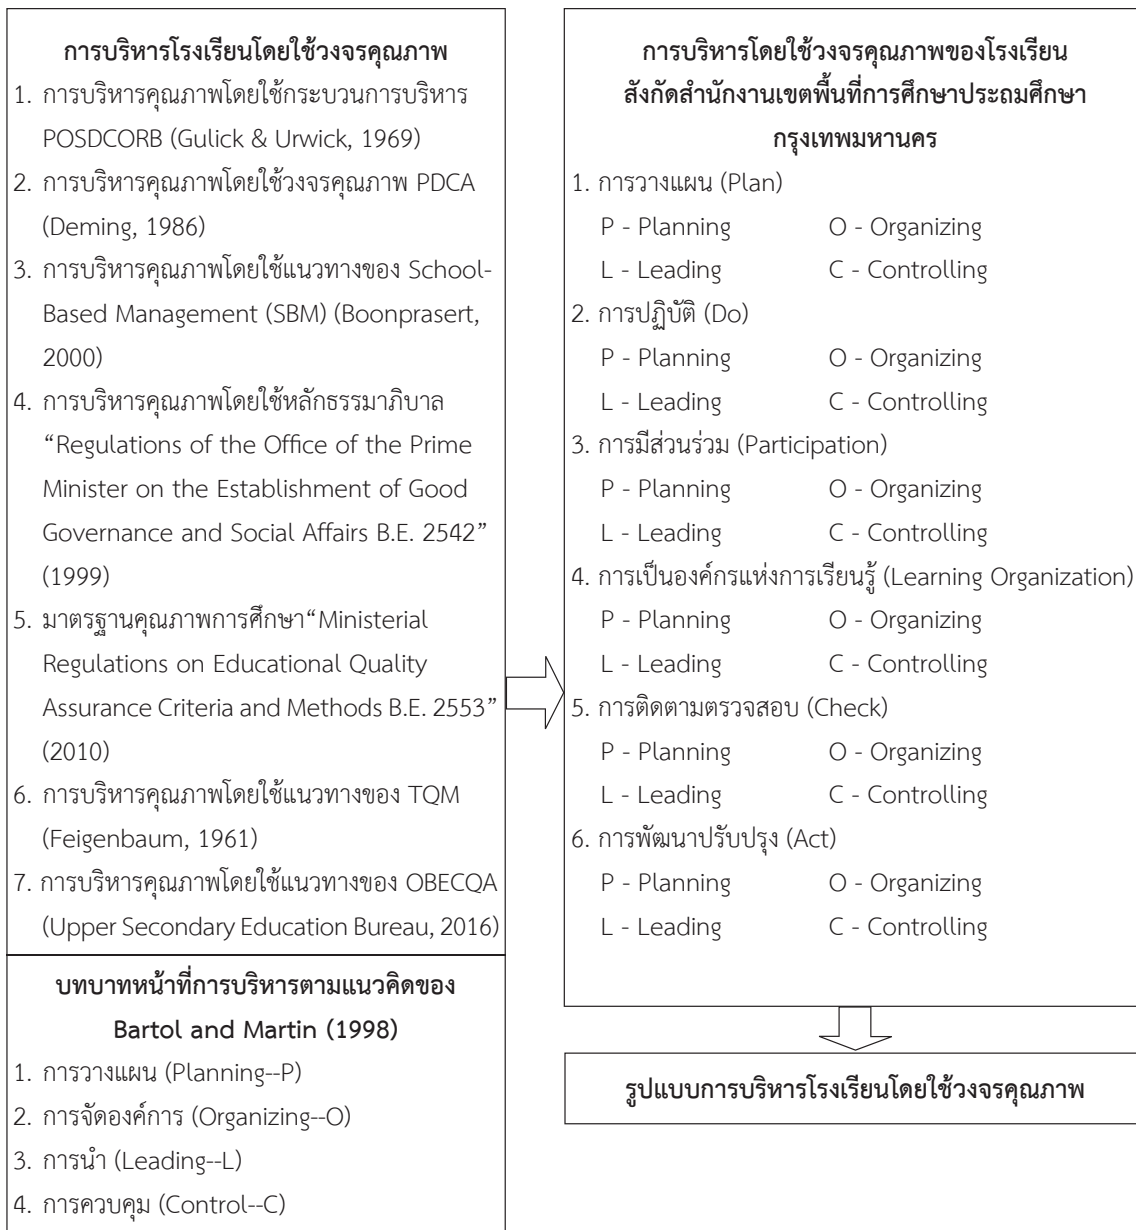 การบริหารโรงเรียนโดยใช้วงจรคุณภาพ
1. การบริหารคุณภาพโดยใช้กระบวนการบริหาร
POSDCORB (Gulick & Urwick, 1969)
2. การบริหารคุณภาพโดยใช้วงจรคุณภาพ PDCA
(Deming, 1986)
3. การบริหารคุณภาพโดยใช้แนวทางของ School-
Based Management (SBM) (Boonprasert,
2000)
4. การบริหารคุณภาพโดยใช้หลักธรรมาภิบาล
“Regulations of the Office of the Prime
Minister on the Establishment of Good
Governance and Social Affairs B.E. 2542”
(1999)
5. มาตรฐานคุณภาพการศึกษา“Ministerial
Regulations on Educational Quality
Assurance Criteria and Methods B.E. 2553”
(2010)
6. การบริหารคุณภาพโดยใช้แนวทางของ TQM
(Feigenbaum, 1961)
7. การบริหารคุณภาพโดยใช้แนวทางของ OBECQA
(Upper Secondary Education Bureau, 2016)
บทบาทหน้าที่การบริหารตามแนวคิดของ
Bartol and Martin (1998)
1. การวางแผน (Planning--P)
2. การจัดองค์การ (Organizing--O)
3. การนำ (Leading--L)
4. การควบคุม (Control--C)
การบริหารโดยใช้วงจรคุณภาพของโรงเรียน
สังกัดสำนักงานเขตพื้นที่การศึกษาประถมศึกษา
กรุงเทพมหานคร
1. การวางแผน (Plan)
P - Planning O - Organizing
L - Leading C - Controlling
2. การปฏิบัติ (Do)
P - Planning O - Organizing
L - Leading C - Controlling
3. การมีส่วนร่วม (Participation)
P - Planning O - Organizing
L - Leading C - Controlling
4. การเป็นองค์กรแห่งการเรียนรู้ (Learning Organization)
P - Planning O - Organizing
L - Leading C - Controlling
5. การติดตามตรวจสอบ (Check)
P - Planning O - Organizing
L - Leading C - Controlling
6. การพัฒนาปรับปรุง (Act)
P - Planning O - Organizing
L - Leading C - Controlling
รูปแบบการบริหารโรงเรียนโดยใช้วงจรคุณภาพ